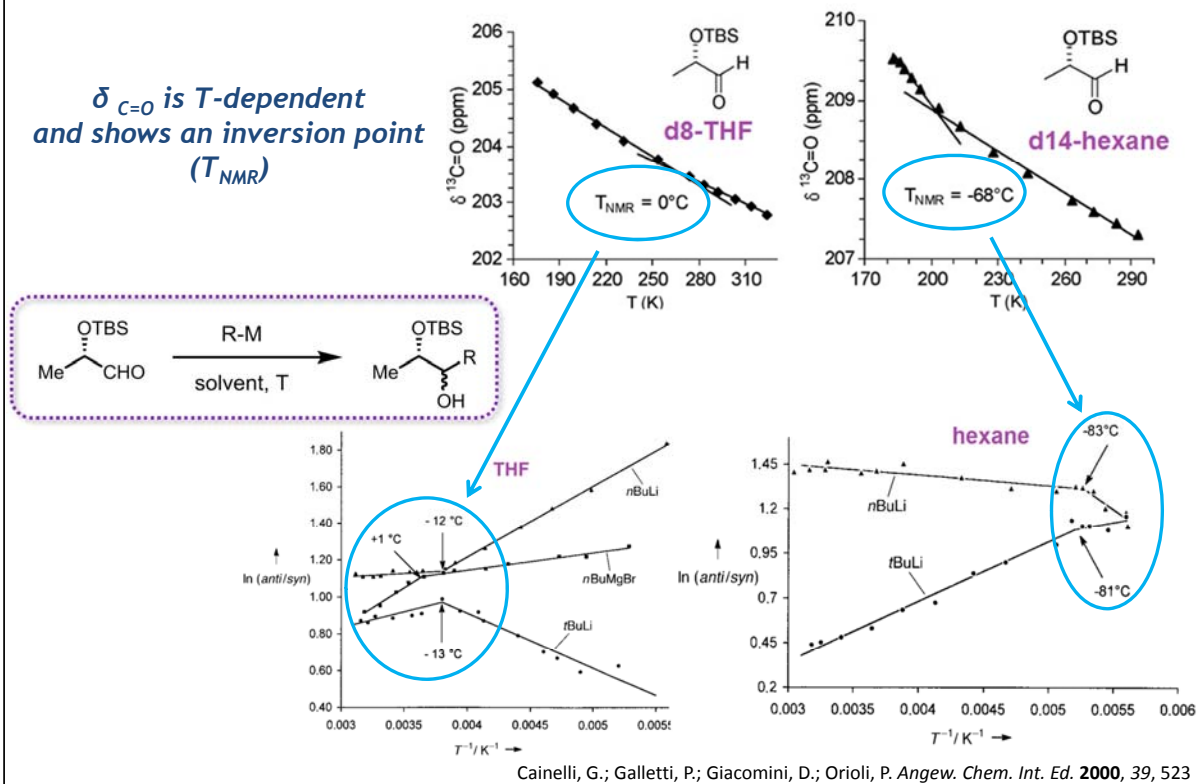 δ C=O is T-dependent
and shows an inversion point
(T_NMR)
206
205
204
203
202
δ ¹³C=O (ppm)
160
190
220
250
280
310
T (K)
OTBS
H
O
d8-THF
T_NMR = 0°C
210
209
208
207
δ ¹³C=O (ppm)
170
200
230
260
290
T (K)
OTBS
H
O
d14-hexane
T_NMR = -68°C
OTBS
Me
CHO
R-M
solvent, T
OTBS
Me
R
OH
THF
1.80
1.60
1.40
1.20
1.00
0.80
0.60
0.40
ln (anti/syn)
+1 °C
- 12 °C
- 13 °C
nBuLi
nBuMgBr
tBuLi
0.003
0.0035
0.004
0.0045
0.005
0.0055
T⁻¹/ K⁻¹
hexane
1.45
1.2
0.95
0.7
0.45
0.2
ln (anti/syn)
-83°C
-81°C
nBuLi
tBuLi
0.003
0.0035
0.004
0.0045
0.005
0.0055
0.006
T⁻¹/ K⁻¹
Cainelli, G.; Galletti, P.; Giacomini, D.; Orioli, P. Angew. Chem. Int. Ed. 2000, 39, 523